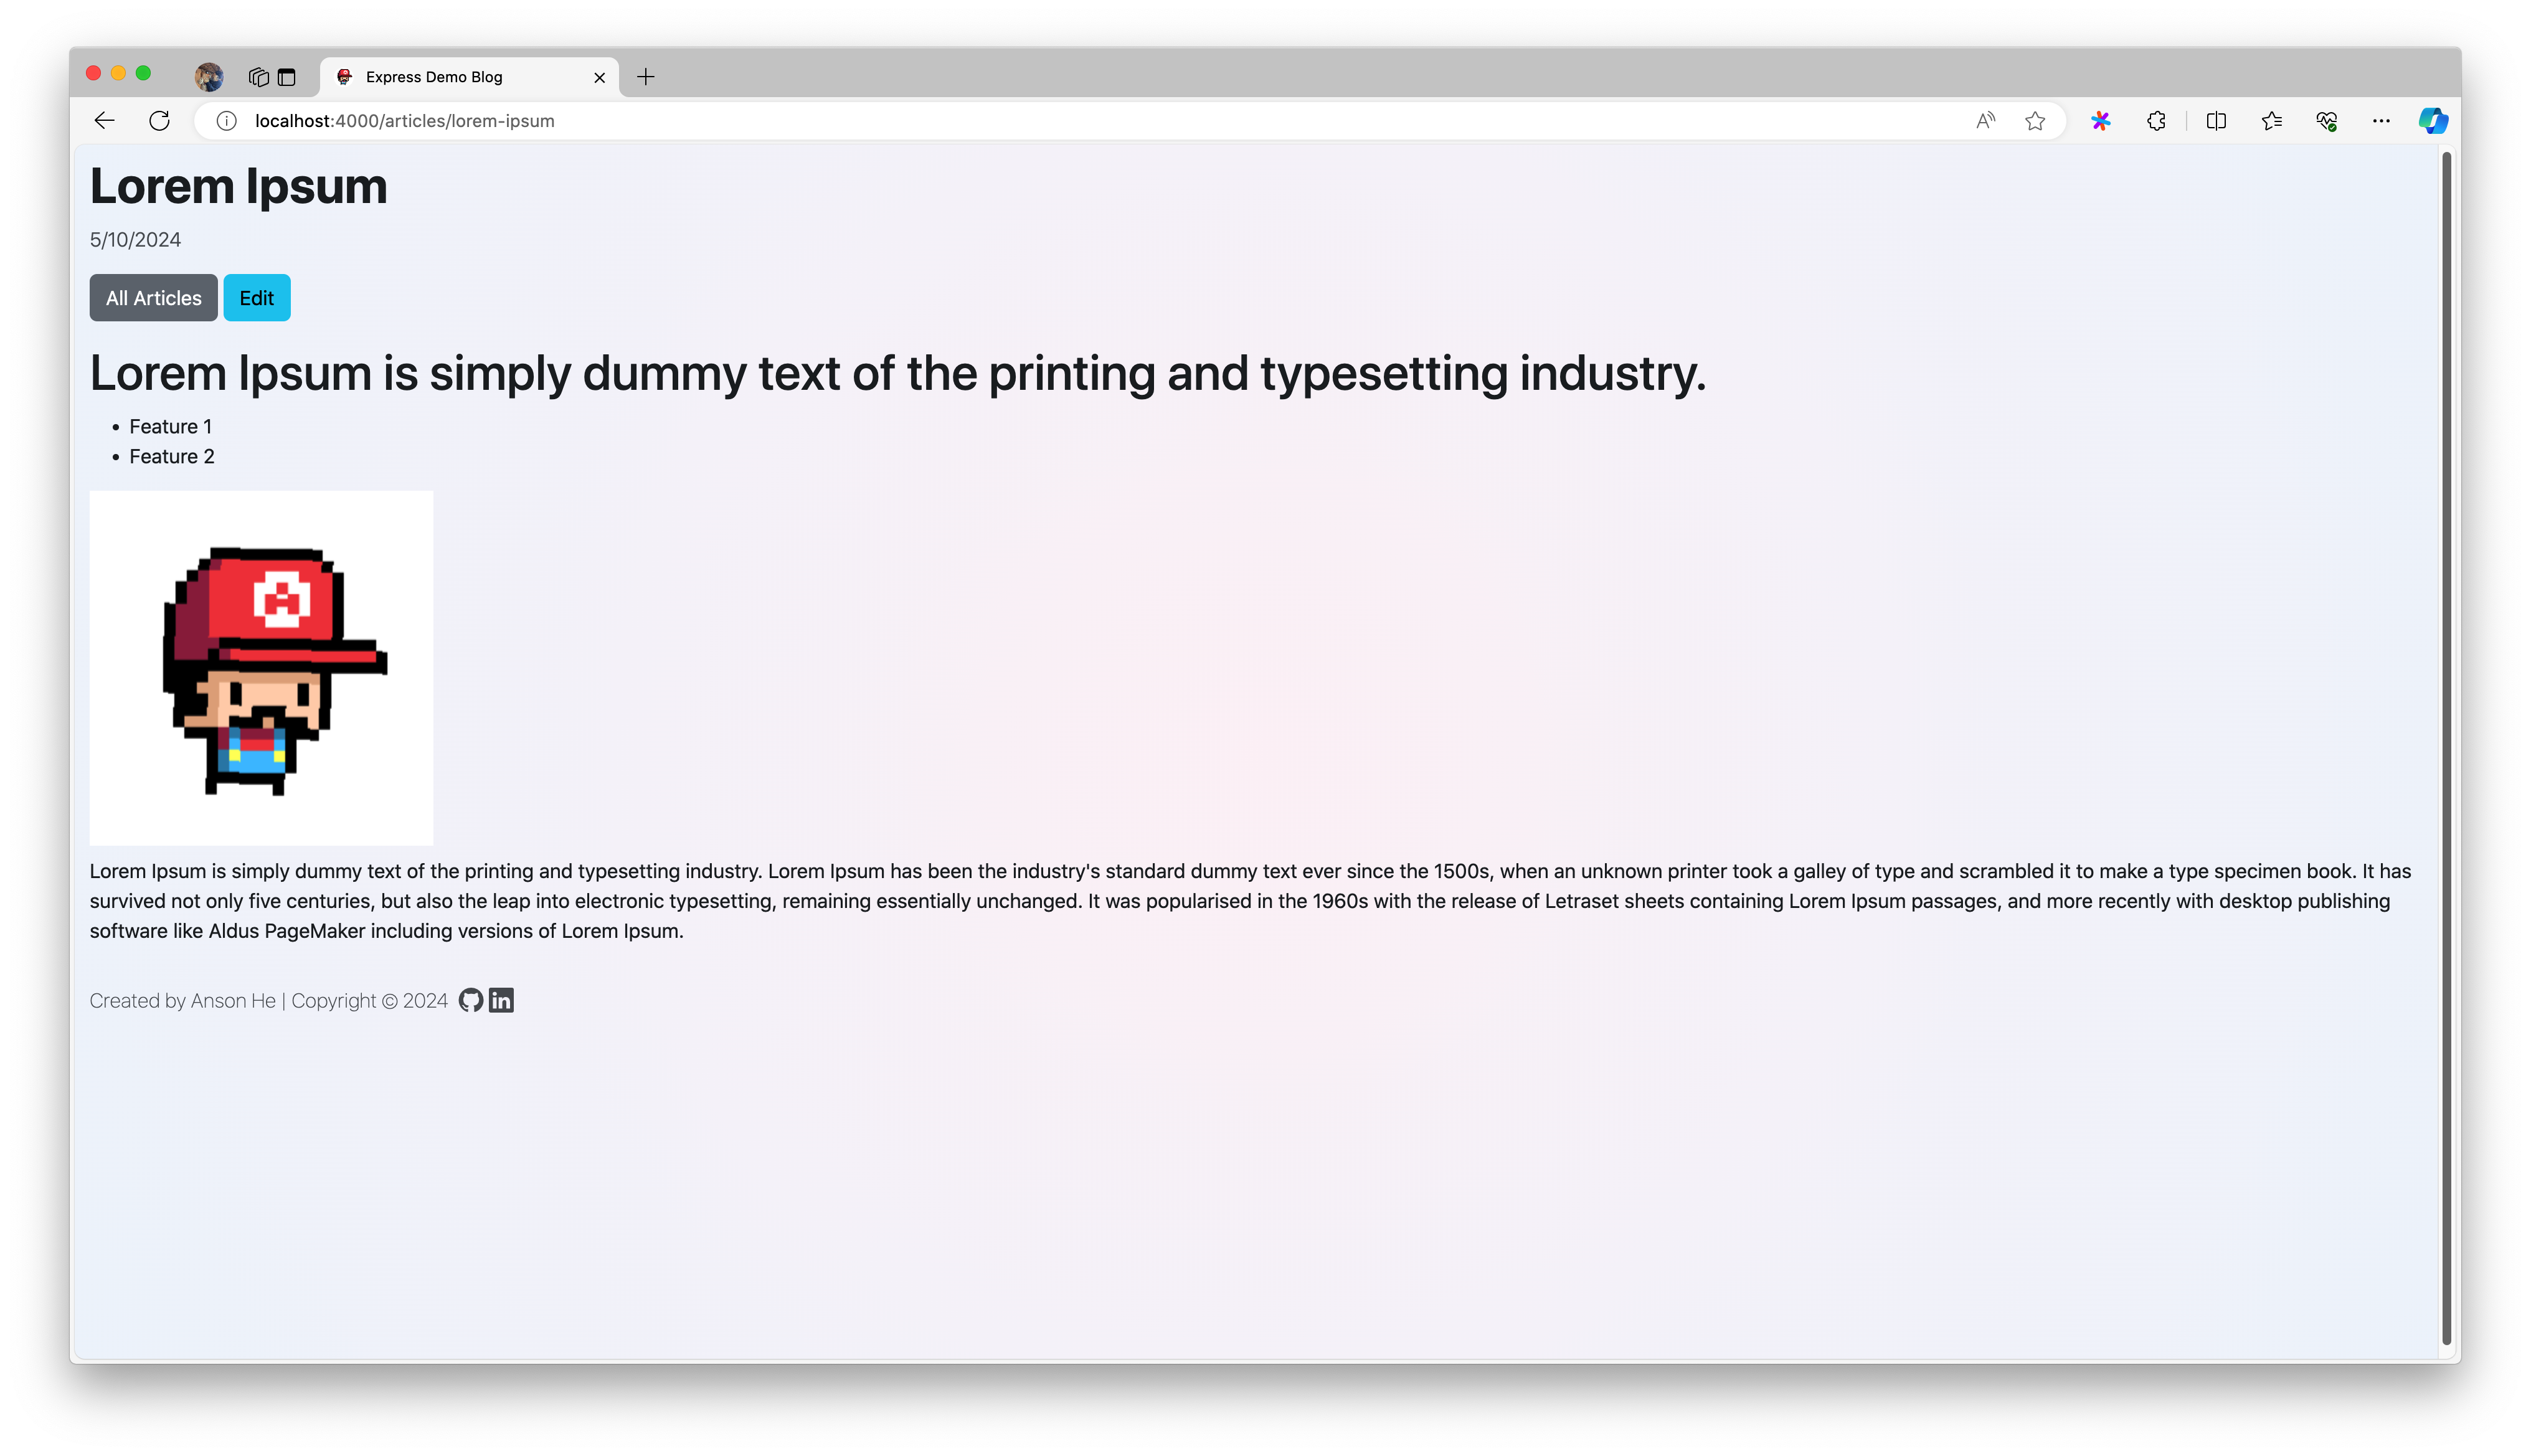 Express Demo Blog
localhost:4000/articles/lorem-ipsum
Lorem Ipsum
5/10/2024
All Articles Edit
Lorem Ipsum is simply dummy text of the printing and typesetting industry.
• Feature 1
• Feature 2
A
Lorem Ipsum is simply dummy text of the printing and typesetting industry. Lorem Ipsum has been the industry's standard dummy text ever since the 1500s, when an unknown printer took a galley of type and scrambled it to make a type specimen book. It has
survived not only five centuries, but also the leap into electronic typesetting, remaining essentially unchanged. It was popularised in the 1960s with the release of Letraset sheets containing Lorem Ipsum passages, and more recently with desktop publishing
software like Aldus PageMaker including versions of Lorem Ipsum.
Created by Anson He | Copyright © 2024 in